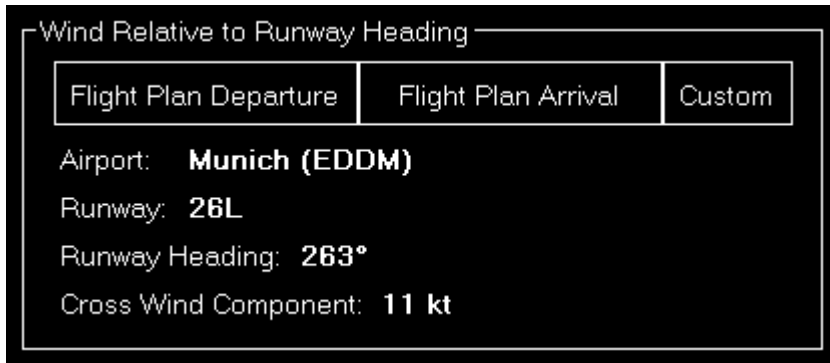 Wind Relative to Runway Heading
Flight Plan Departure Flight Plan Arrival Custom
Airport: Munich (EDDM)
Runway: 26L
Runway Heading: 263°
Cross Wind Component: 11 kt